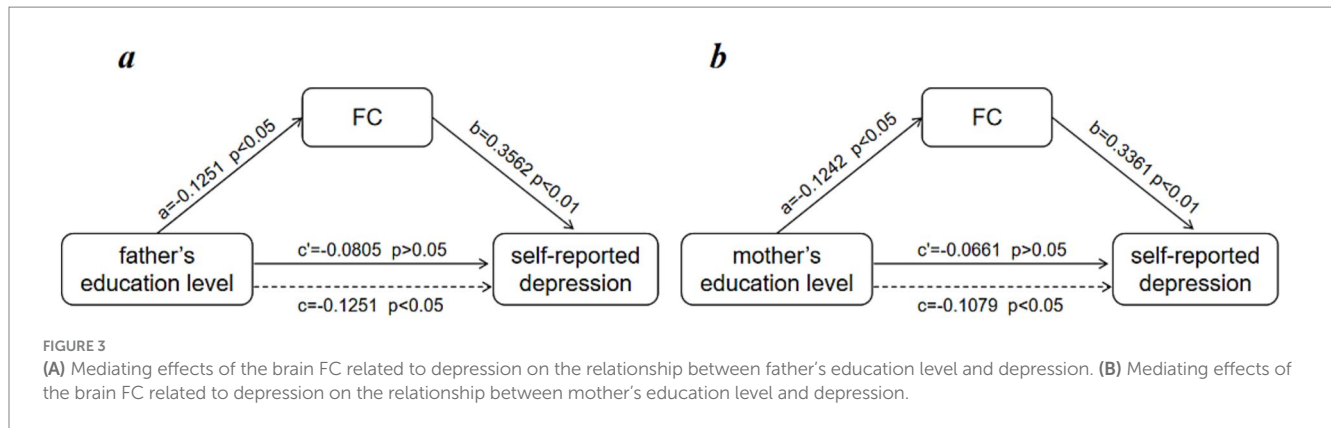 a
FC
a=-0.1251 p<0.05
b=0.3562 p<0.01
father's
education level
c'=-0.0805 p>0.05
c=-0.1251 p<0.05
self-reported
depression
b
FC
a=-0.1242 p<0.05
b=0.3361 p<0.01
mother's
education level
c'=-0.0661 p>0.05
c=-0.1079 p<0.05
self-reported
depression
FIGURE 3
(A) Mediating effects of the brain FC related to depression on the relationship between father's education level and depression. (B) Mediating effects of
the brain FC related to depression on the relationship between mother's education level and depression.